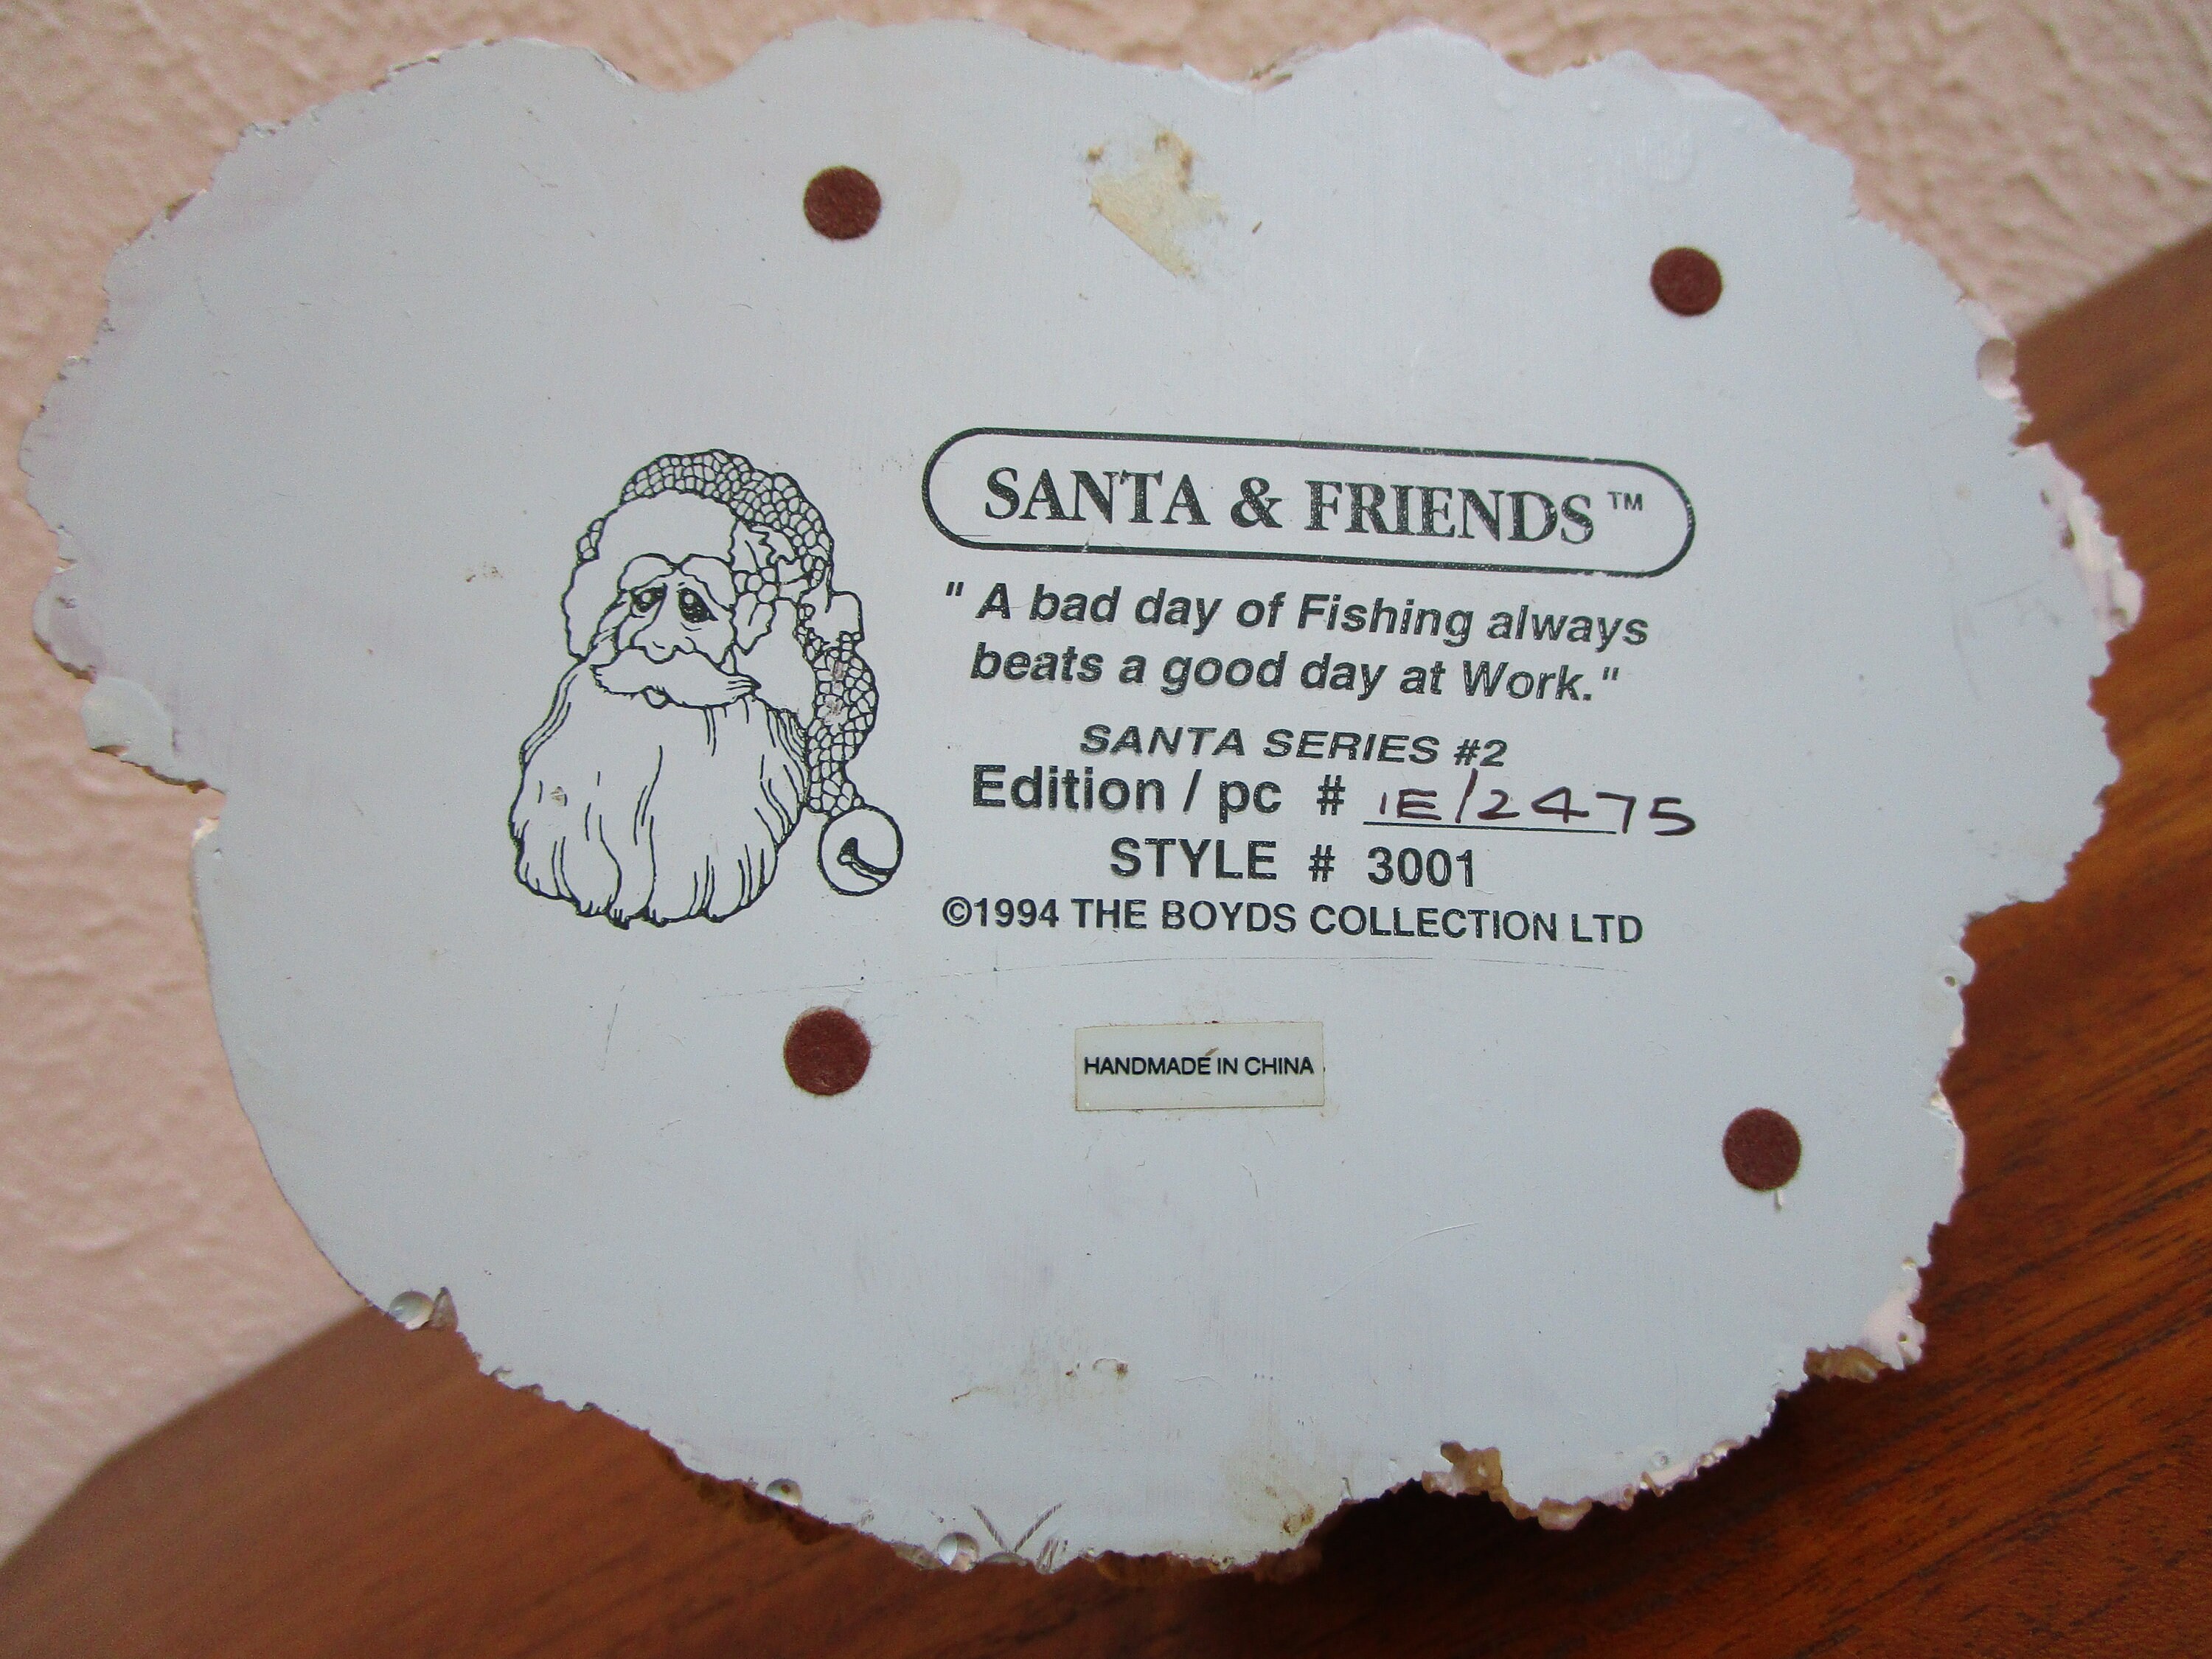 SANTA & FRIENDS™
" A bad day of Fishing always
beats a good day at Work."
SANTA SERIES #2
Edition / pc # 1E/2475
STYLE # 3001
©1994 THE BOYDS COLLECTION LTD
HANDMADE IN CHINA